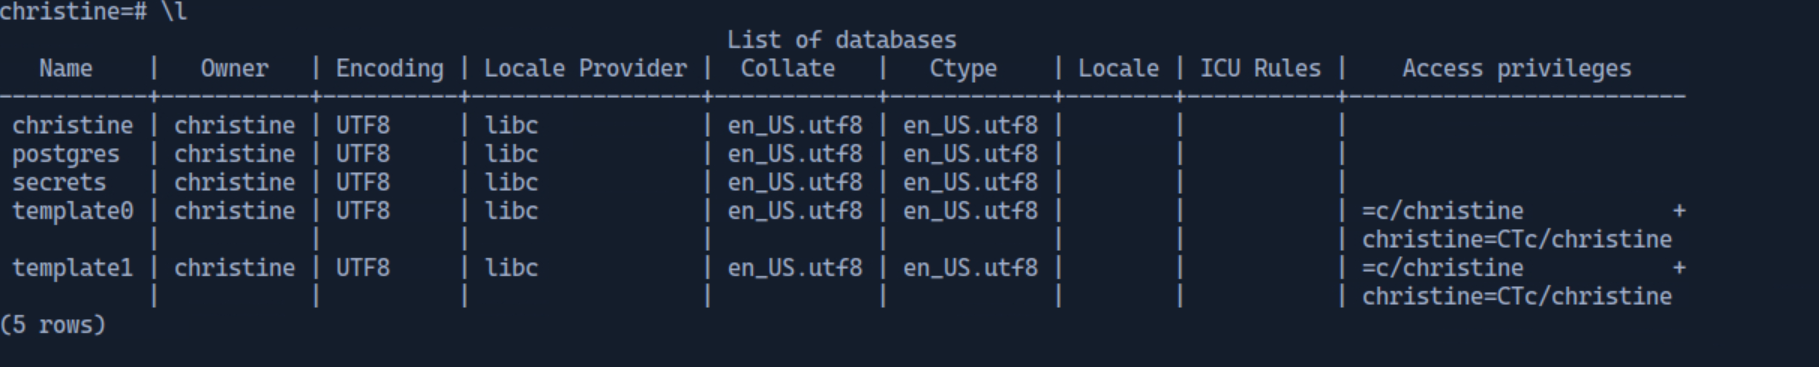 christine=# \l
                                                      List of databases
   Name    |   Owner   | Encoding | Locale Provider |  Collate   |   Ctype    | Locale | ICU Rules |    Access privileges
-----------+-----------+----------+-----------------+------------+------------+--------+-----------+-------------------------
 christine | christine | UTF8     | libc            | en_US.utf8 | en_US.utf8 |        |           |
 postgres  | christine | UTF8     | libc            | en_US.utf8 | en_US.utf8 |        |           |
 secrets   | christine | UTF8     | libc            | en_US.utf8 | en_US.utf8 |        |           |
 template0 | christine | UTF8     | libc            | en_US.utf8 | en_US.utf8 |        |           | =c/christine           +
           |           |          |                 |            |            |        |           | christine=CTc/christine
 template1 | christine | UTF8     | libc            | en_US.utf8 | en_US.utf8 |        |           | =c/christine           +
           |           |          |                 |            |            |        |           | christine=CTc/christine
(5 rows)